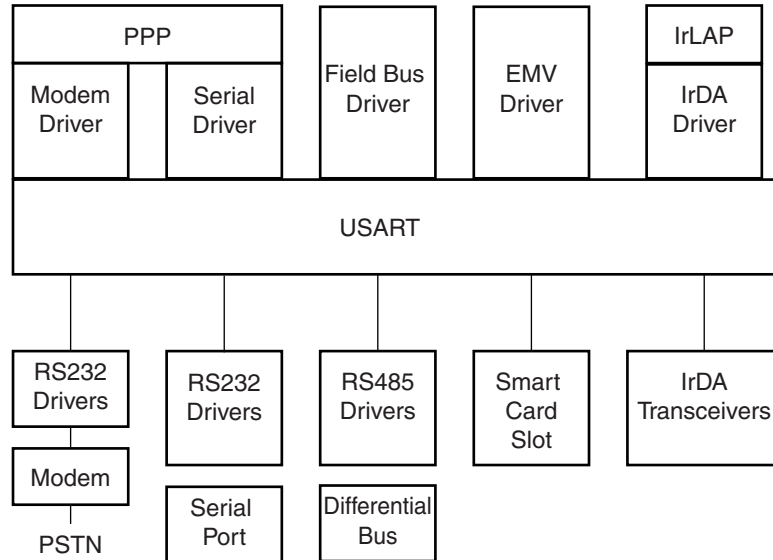 PPP
Modem
Driver
Serial
Driver
Field Bus
Driver
EMV
Driver
IrLAP
IrDA
Driver
USART
RS232
Drivers
Modem
PSTN
RS232
Drivers
Serial
Port
RS485
Drivers
Differential
Bus
Smart
Card
Slot
IrDA
Transceivers